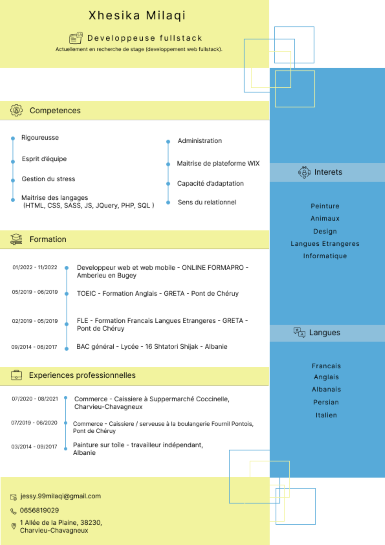 Xhesika Milaqi
Developpeuse fullstack
Actuellement en recherche de stage (developpement web fullstack).
Competences
Rigoureusse
Esprit d'équipe
Gestion du stress
Maitrise des langages
(HTML, CSS, SASS, JS, JQuery, PHP, SQL )
Administration
Maitrise de plateforme WIX
Capacité d'adaptation
Sens du relationnel
Formation
01/2022 - 11/2022
Developpeur web et web mobile - ONLINE FORMAPRO -
Amberieu en Bugey
05/2019 - 06/2019
TOEIC - Formation Anglais - GRETA - Pont de Chéruy
02/2019 - 05/2019
FLE - Formation Francais Langues Etrangeres - GRETA -
Pont de Chéruy
09/2014 - 06/2017
BAC général - Lycée - 16 Shtatori Shijak - Albanie
Experiences professionnelles
07/2020 - 08/2021
Commerce - Caissiere à Suppermarché Coccinelle,
Charvieu-Chavagneux
07/2019 - 06/2020
Commerce - Caissiere / serveuse à la boulangerie Fournil Pontois,
Pont de Chéruy
03/2014 - 09/2017
Painture sur toile - travailleur indépendant,
Albanie
jessy.99milaqi@gmail.com
0656819029
1 Allée de la Plaine, 38230,
Charvieu-Chavagneux
Interets
Peinture
Animaux
Design
Langues Etrangeres
Informatique
Langues
Francais
Anglais
Albanais
Persian
Italien